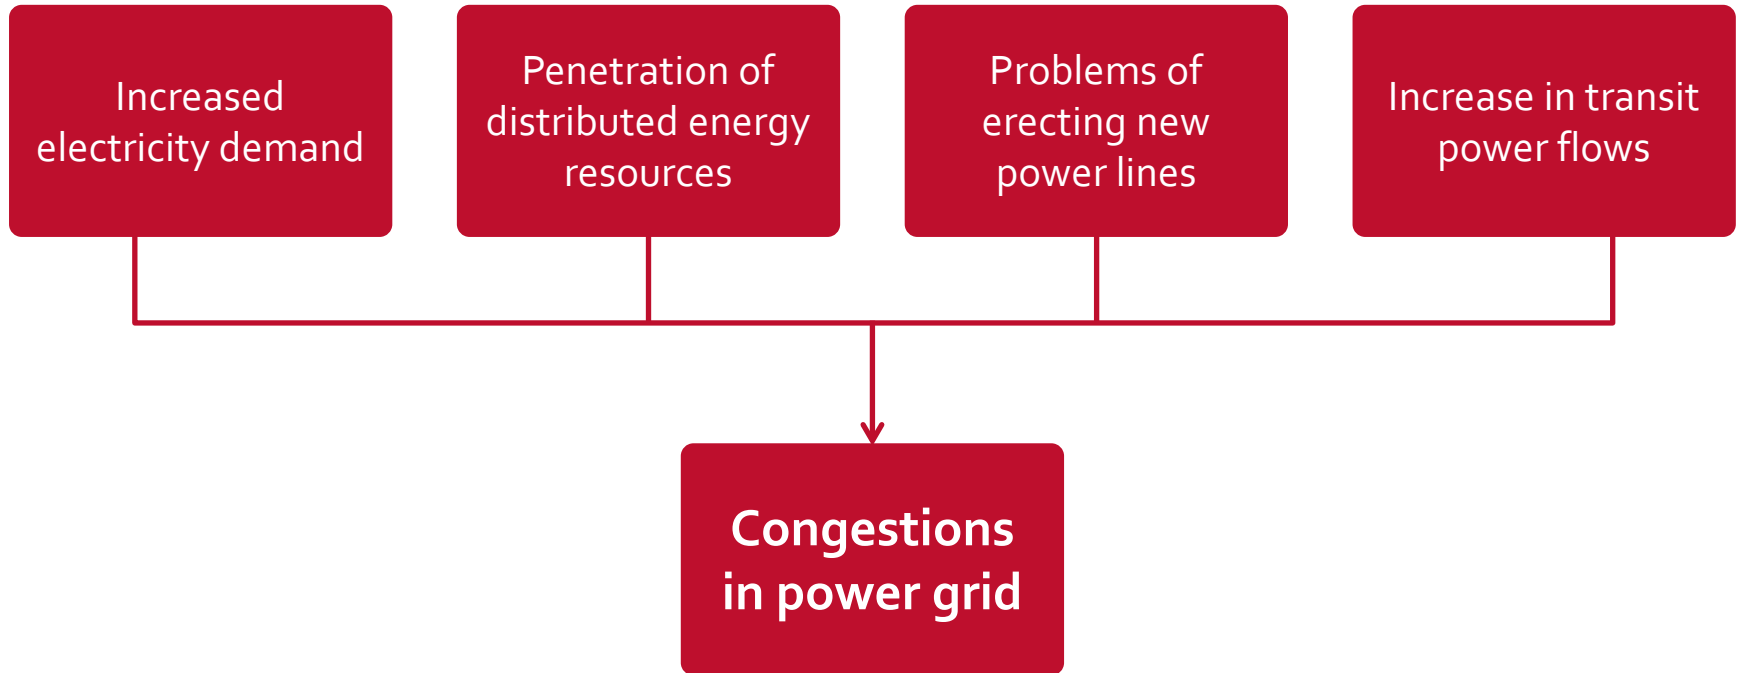 Increased
electricity demand
Penetration of
distributed energy
resources
Problems of
erecting new
power lines
Increase in transit
power flows
Congestions
in power grid